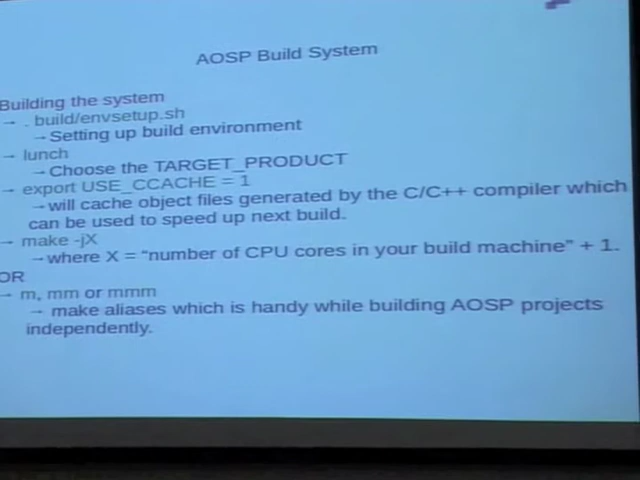 AOSP Build System
Building the system
→ . build/envsetup.sh
→ Setting up build environment
→ lunch
→ Choose the TARGET_PRODUCT
→ export USE_CCACHE = 1
→ will cache object files generated by the C/C++ compiler which
can be used to speed up next build.
→ make -jX
→ where X = “number of CPU cores in your build machine” + 1.
OR
→ m, mm or mmm
→ make aliases which is handy while building AOSP projects
independently.